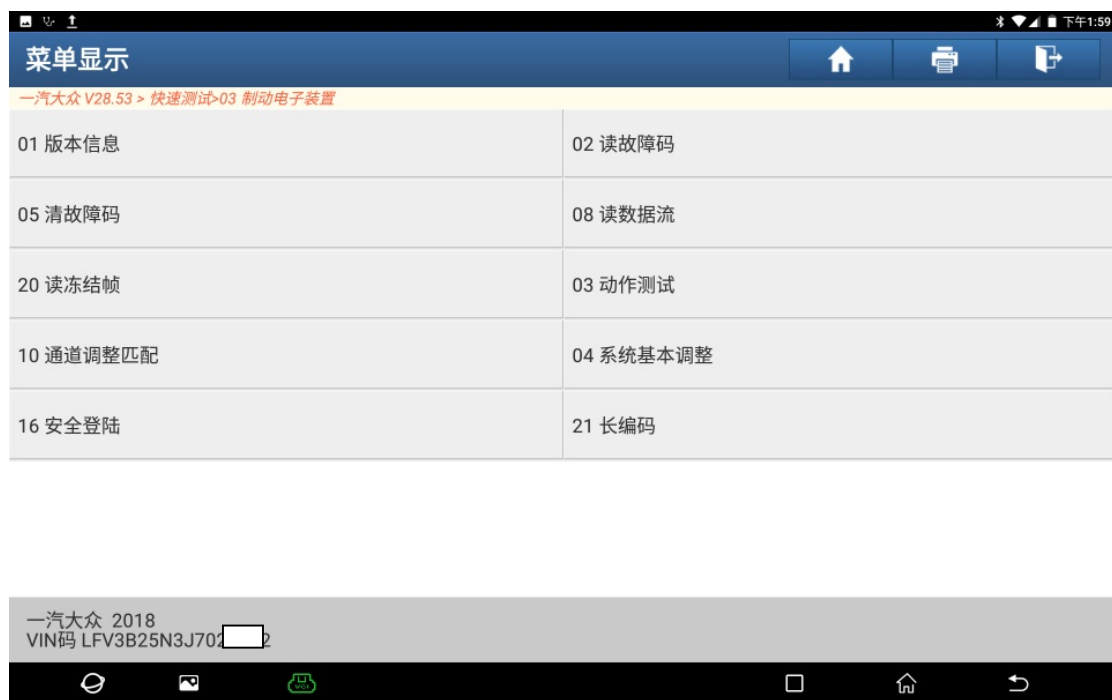 下午1:59
菜单显示
一汽大众 V28.53 > 快速测试>03 制动电子装置
01 版本信息
02 读故障码
05 清故障码
08 读数据流
20 读冻结帧
03 动作测试
10 通道调整匹配
04 系统基本调整
16 安全登陆
21 长编码
一汽大众 2018
VIN码 LFV3B25N3J702 2